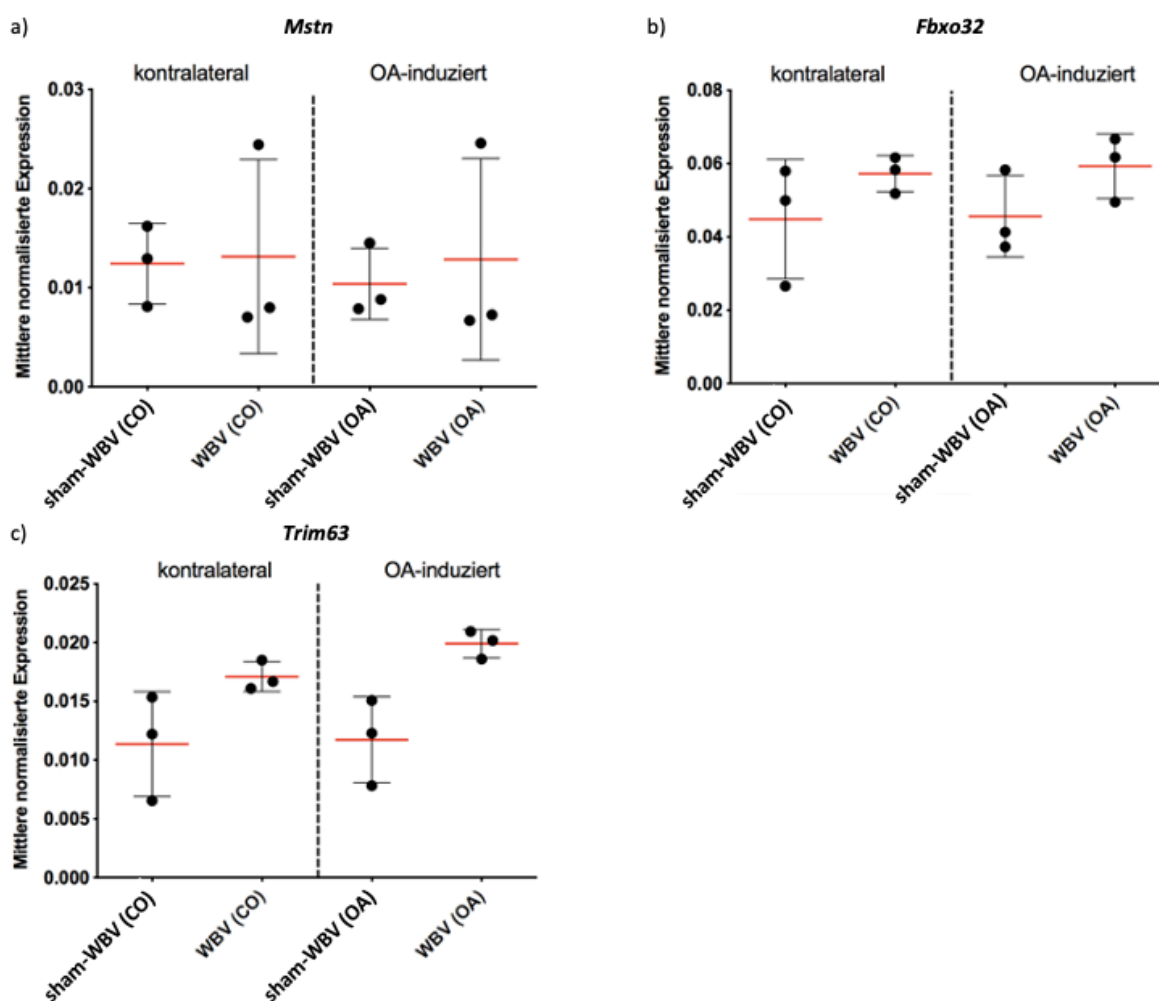 a) Mstn
kontralateral OA-induziert
Mittlere normalisierte Expression
0.03
0.02
0.01
0.00
sham-WBV (CO)
WBV (CO)
sham-WBV (OA)
WBV (OA)
b) Fbxo32
kontralateral OA-induziert
Mittlere normalisierte Expression
0.08
0.06
0.04
0.02
0.00
sham-WBV (CO)
WBV (CO)
sham-WBV (OA)
WBV (OA)
c) Trim63
kontralateral OA-induziert
Mittlere normalisierte Expression
0.025
0.020
0.015
0.010
0.005
0.000
sham-WBV (CO)
WBV (CO)
sham-WBV (OA)
WBV (OA)